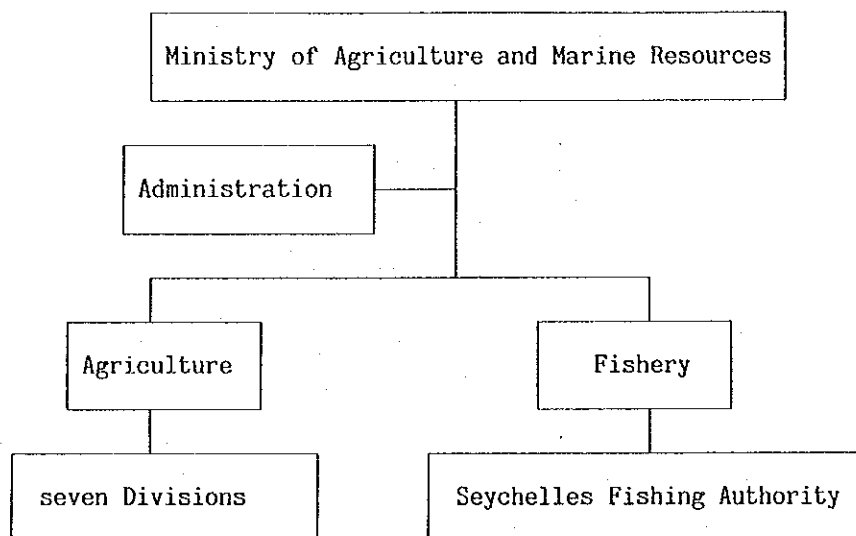 Ministry of Agriculture and Marine Resources
Administration
Agriculture
Fishery
seven Divisions
Seychelles Fishing Authority